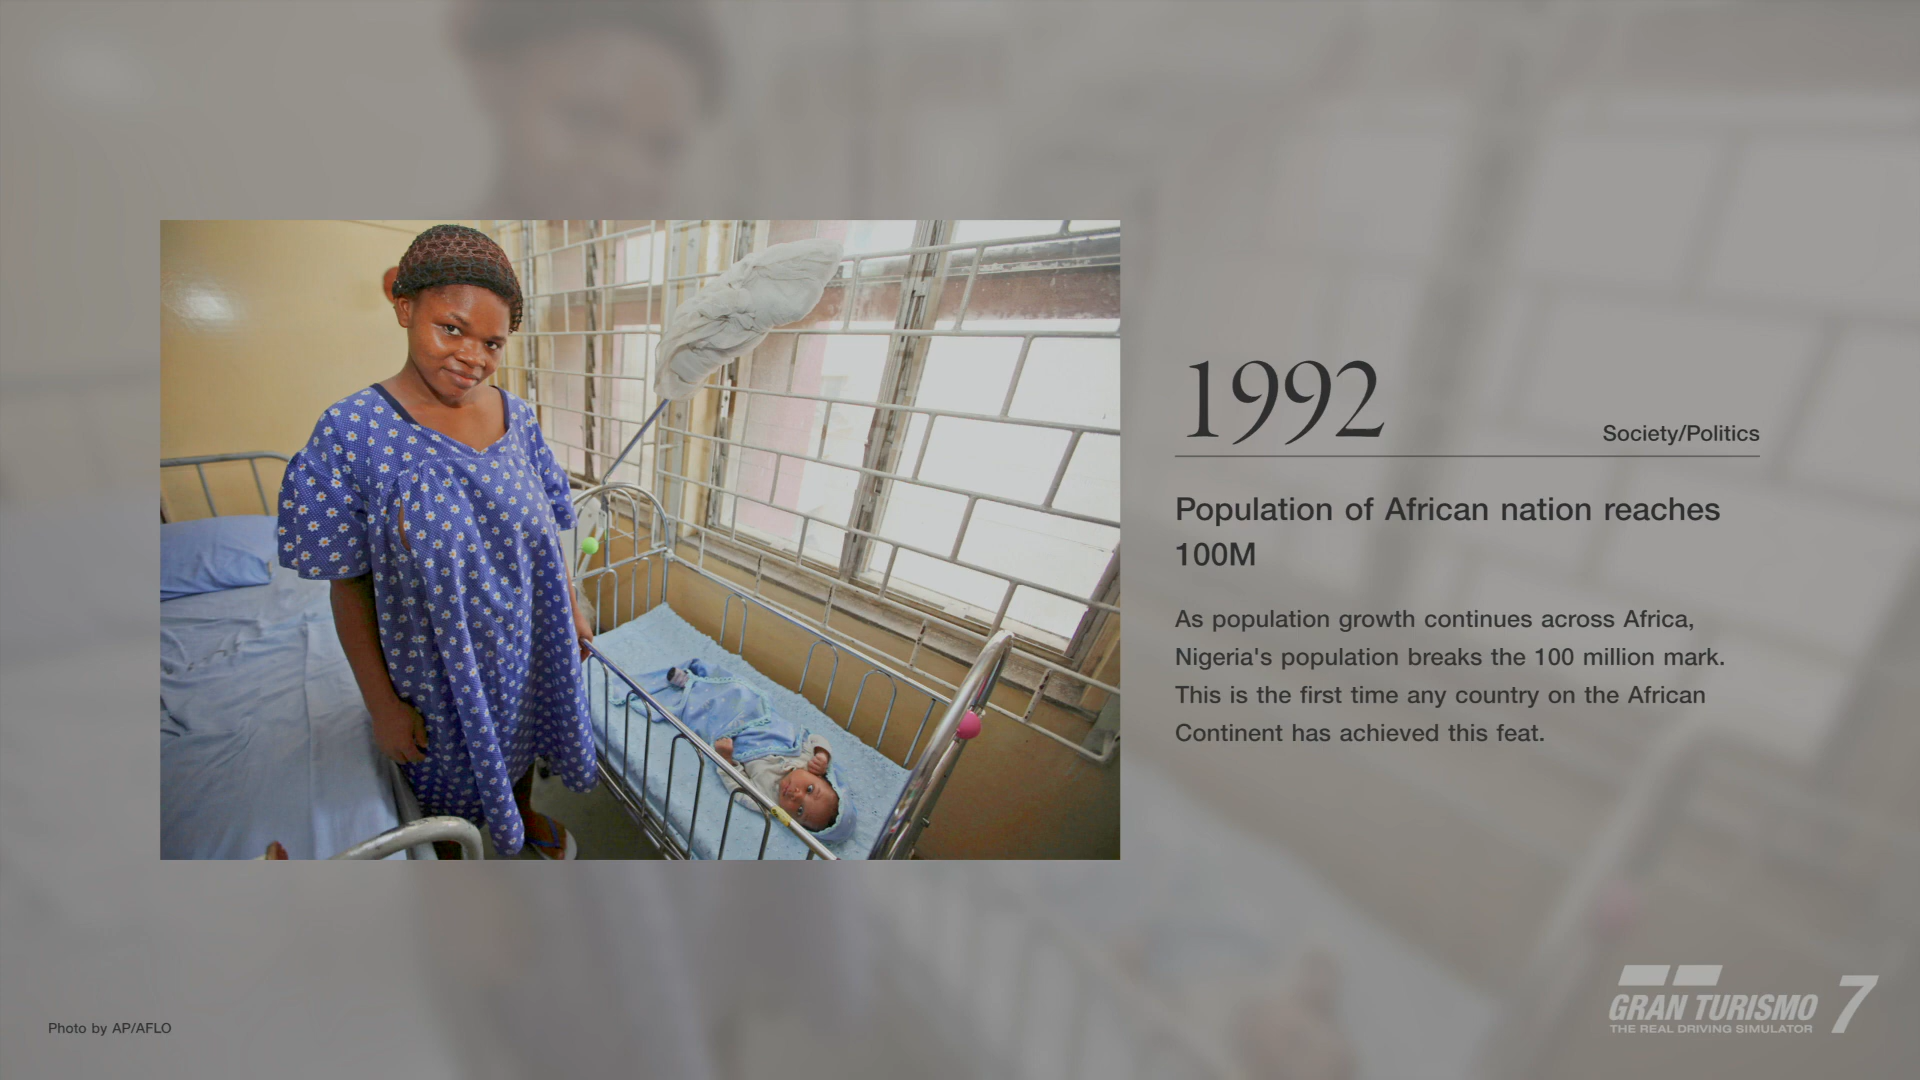 1992
Society/Politics
Population of African nation reaches
100M
As population growth continues across Africa,
Nigeria's population breaks the 100 million mark.
This is the first time any country on the African
Continent has achieved this feat.
Photo by AP/AFLO
GRAN TURISMO 7
THE REAL DRIVING SIMULATOR